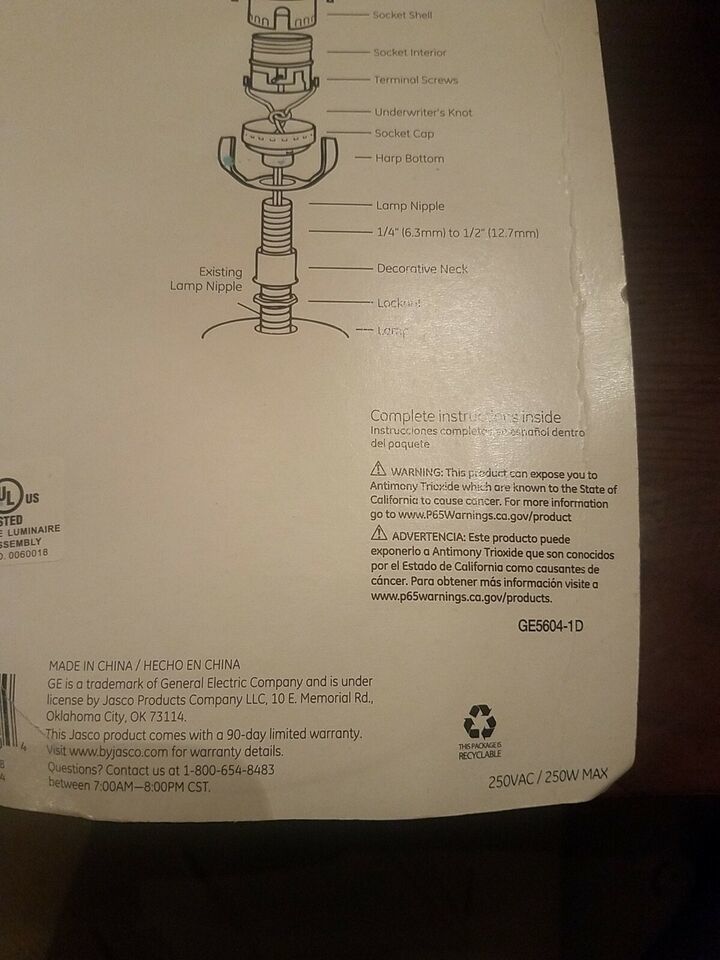 Socket Shell
Socket Interior
Terminal Screws
Underwriter's Knot
Socket Cap
Harp Bottom
Lamp Nipple
1/4" (6.3mm) to 1/2" (12.7mm)
Decorative Neck
Existing
Lamp Nipple
Locknut
Lamp
Complete instructions inside
Instrucciones completas en español dentro
del paquete
WARNING: This product can expose you to
Antimony Trioxide which are known to the State of
California to cause cancer. For more information
go to www.P65Warnings.ca.gov/product
ADVERTENCIA: Este producto puede
exponerlo a Antimony Trioxide que son conocidos
por el Estado de California como causantes de
cáncer. Para obtener más información visite a
www.p65warnings.ca.gov/products.
GE5604-1D
UL US
STED
E LUMINAIRE
SSEMBLY
O. 0060018
MADE IN CHINA / HECHO EN CHINA
GE is a trademark of General Electric Company and is under
license by Jasco Products Company LLC, 10 E. Memorial Rd.,
Oklahoma City, OK 73114.
This Jasco product comes with a 90-day limited warranty.
Visit www.byjasco.com for warranty details.
Questions? Contact us at 1-800-654-8483
between 7:00AM—8:00PM CST.
4
8
4
THIS PACKAGE IS
RECYCLABLE
250VAC / 250W MAX